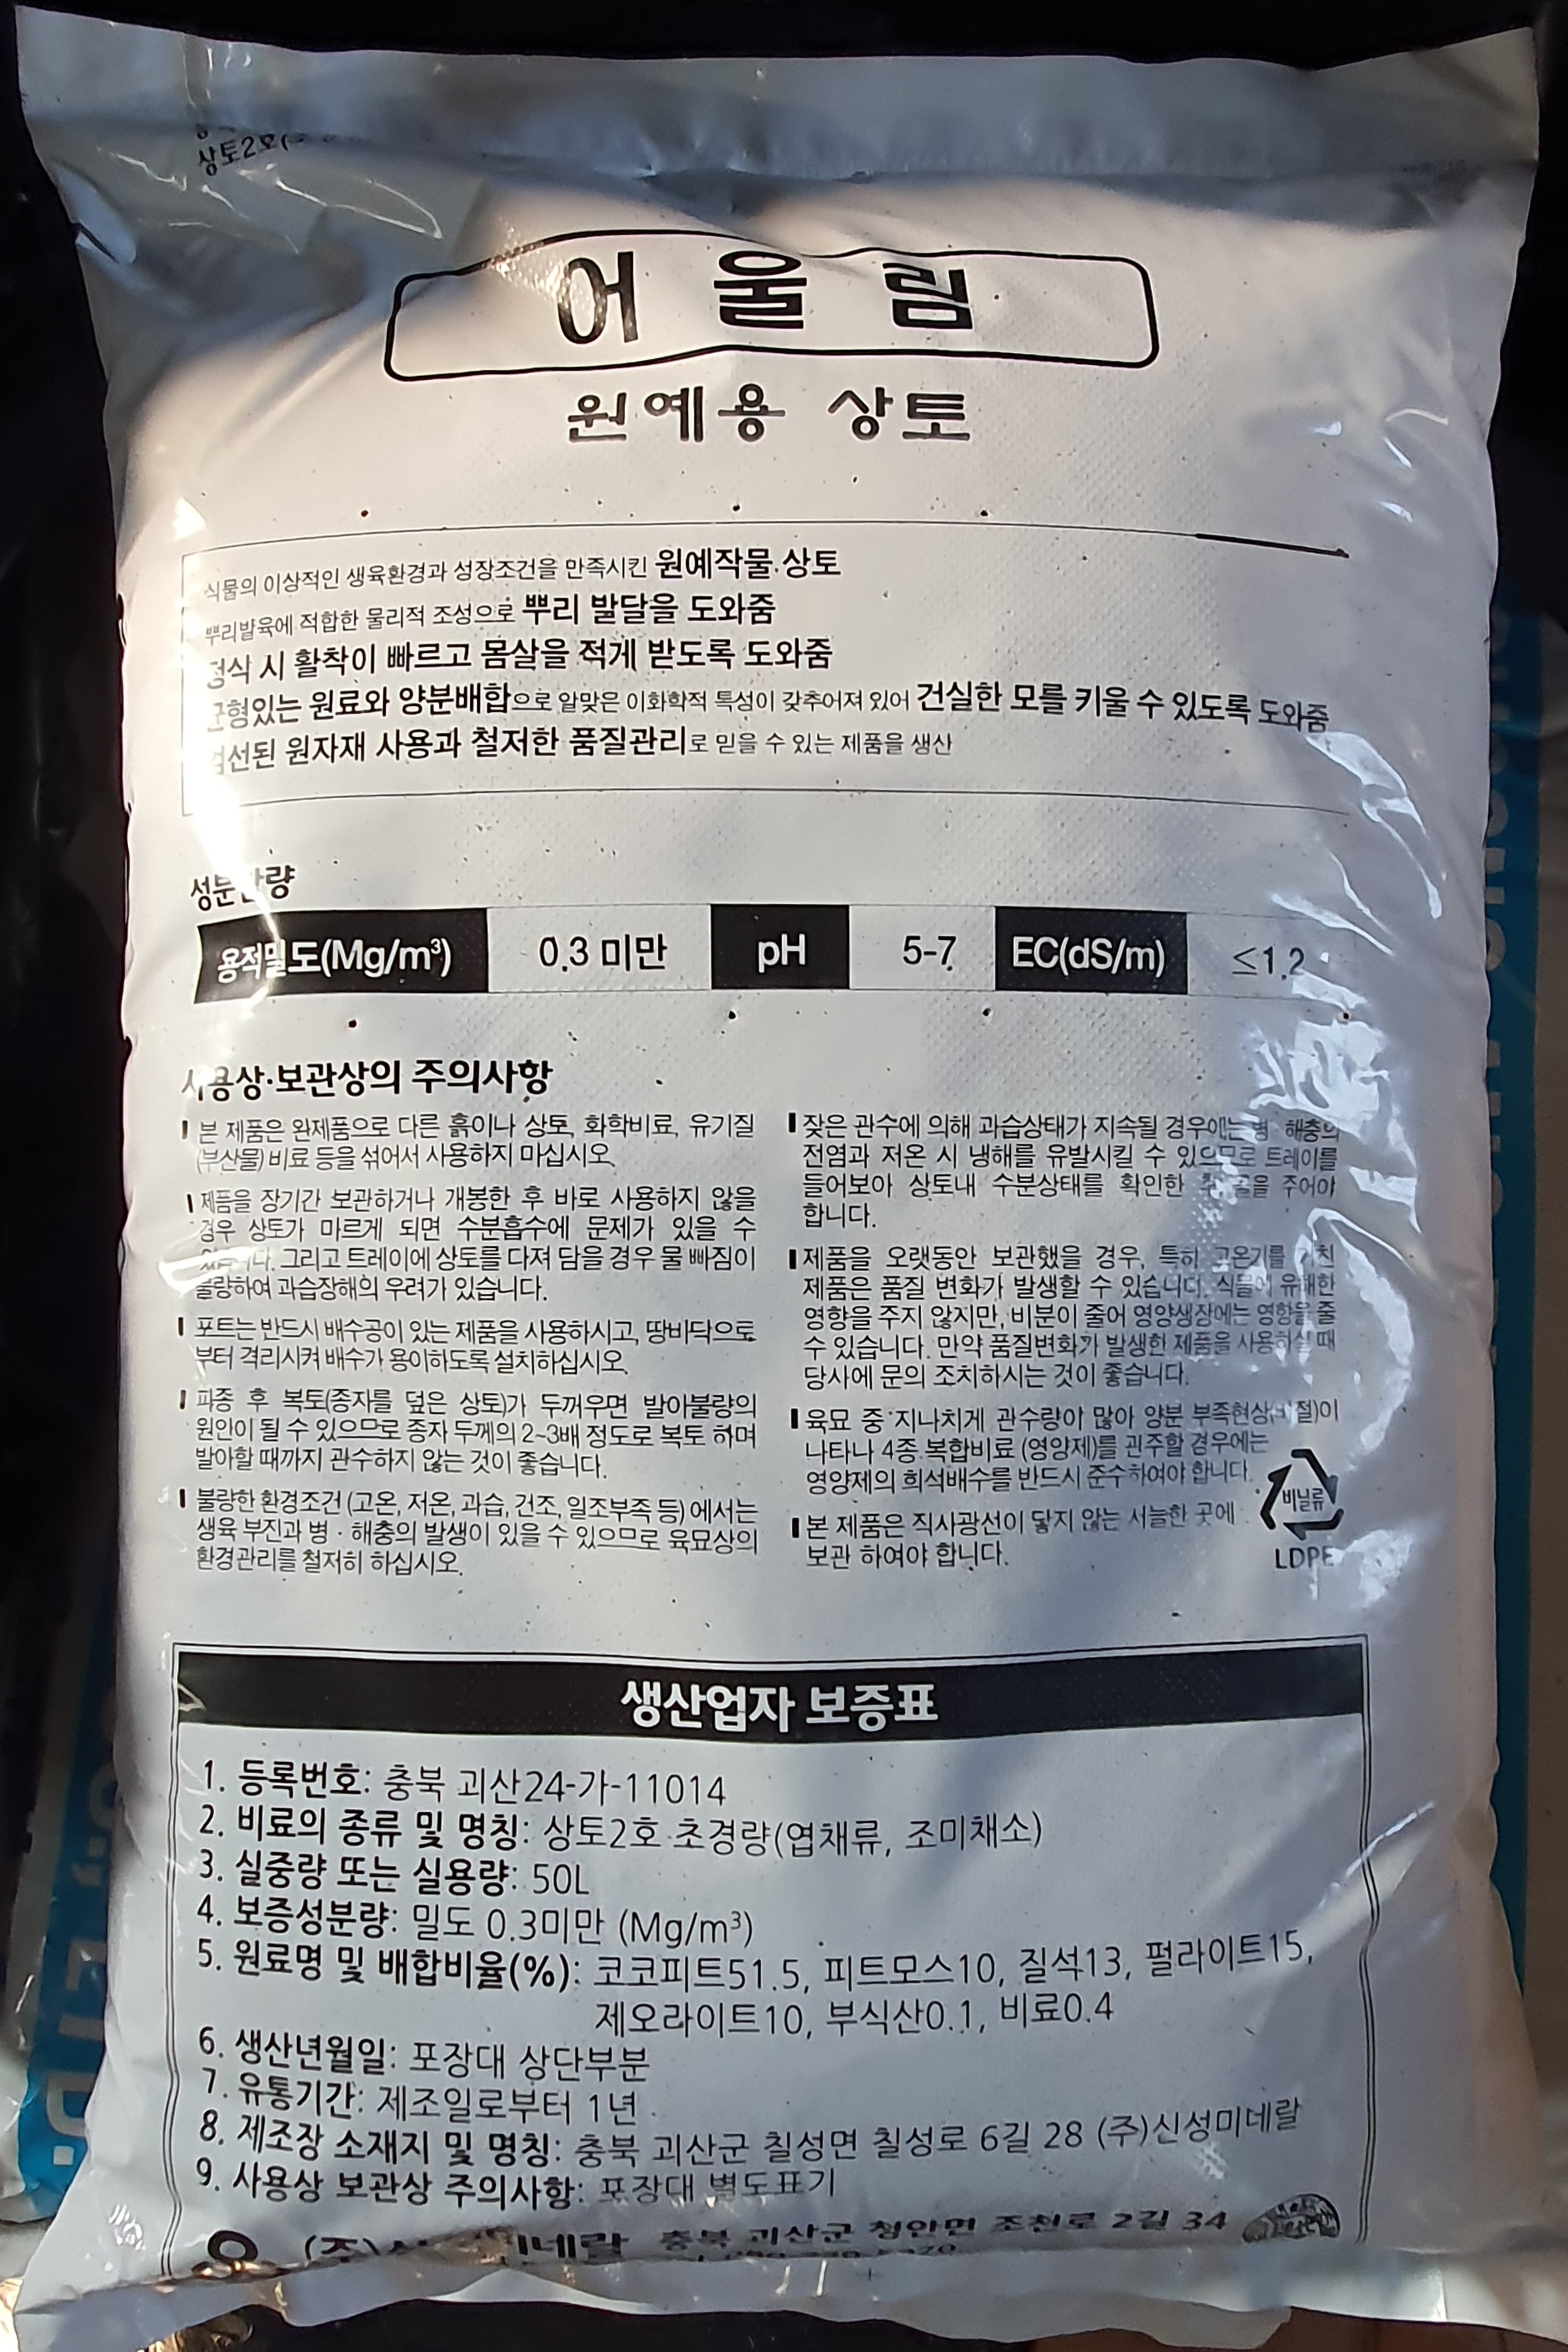 상토2호(
어울림
원예용 상토
식물의 이상적인 생육환경과 성장조건을 만족시킨 원예작물 상토
뿌리발육에 적합한 물리적 조성으로 뿌리 발달을 도와줌
정식 시 활착이 빠르고 몸살을 적게 받도록 도와줌
균형있는 원료와 양분배합으로 알맞은 이화학적 특성이 갖추어져 있어 건실한 모를 키울 수 있도록 도와줌
엄선된 원자재 사용과 철저한 품질관리로 믿을 수 있는 제품을 생산
성분함량
용적밀도(Mg/m³) 0.3 미만 pH 5-7 EC(dS/m) ≤1.2
사용상·보관상의 주의사항
본 제품은 완제품으로 다른 흙이나 상토, 화학비료, 유기질
(부산물)비료 등을 섞어서 사용하지 마십시오.
제품을 장기간 보관하거나 개봉한 후 바로 사용하지 않을
경우 상토가 마르게 되면 수분흡수에 문제가 있을 수
있습니다. 그리고 트레이에 상토를 다져 담을 경우 물 빠짐이
불량하여 과습장해의 우려가 있습니다.
포트는 반드시 배수공이 있는 제품을 사용하시고, 땅바닥으로
부터 격리시켜 배수가 용이하도록 설치하십시오.
파종 후 복토(종자를 덮은 상토)가 두꺼우면 발아불량의
원인이 될 수 있으므로 종자 두께의 2~3배 정도로 복토 하며
발아할 때까지 관수하지 않는 것이 좋습니다.
불량한 환경조건(고온, 저온, 과습, 건조, 일조부족 등)에서는
생육 부진과 병·해충의 발생이 있을 수 있으므로 육묘상의
환경관리를 철저히 하십시오.
잦은 관수에 의해 과습상태가 지속될 경우에는 병 해충의
전염과 저온 시 냉해를 유발시킬 수 있으므로 트레이를
들어보아 상토내 수분상태를 확인한 후 물을 주어야
합니다.
제품을 오랫동안 보관했을 경우, 특히 고온기를 거친
제품은 품질 변화가 발생할 수 있습니다. 식물에 유해한
영향을 주지 않지만, 비분이 줄어 영양생장에는 영향을 줄
수 있습니다. 만약 품질변화가 발생한 제품을 사용하실 때
당사에 문의 조치하시는 것이 좋습니다.
육묘 중 지나치게 관수량이 많아 양분 부족현상(비절)이
나타나 4종 복합비료 (영양제)를 관주할 경우에는
영양제의 희석배수를 반드시 준수하여야 합니다.
본 제품은 직사광선이 닿지 않는 서늘한 곳에
보관 하여야 합니다.
비닐류
LDPE
생산업자 보증표
1. 등록번호: 충북 괴산24-가-11014
2. 비료의 종류 및 명칭: 상토2호 초경량(엽채류, 조미채소)
3. 실중량 또는 실용량: 50L
4. 보증성분량: 밀도 0.3미만 (Mg/m³)
5. 원료명 및 배합비율(%): 코코피트51.5, 피트모스10, 질석13, 펄라이트15,
제오라이트10, 부식산0.1, 비료0.4
6. 생산년월일: 포장대 상단부분
7. 유통기간: 제조일로부터 1년
8. 제조장 소재지 및 명칭: 충북 괴산군 칠성면 칠성로 6길 28 (주)신성미네랄
9. 사용상 보관상 주의사항: 포장대 별도표기
충북 괴산군 청안면 조천로 2길 34